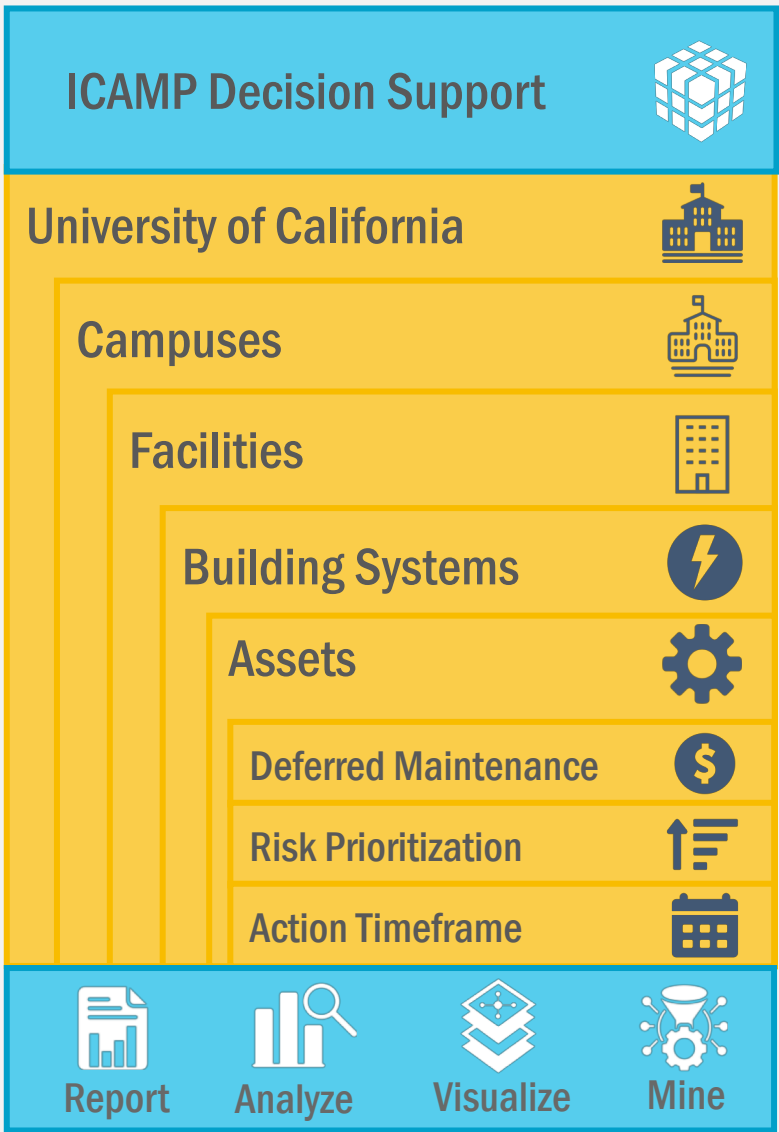 ICAMP Decision Support
University of California
Campuses
Facilities
Building Systems
Assets
Deferred Maintenance
$
Risk Prioritization
Action Timeframe
Report
Analyze
Visualize
Mine